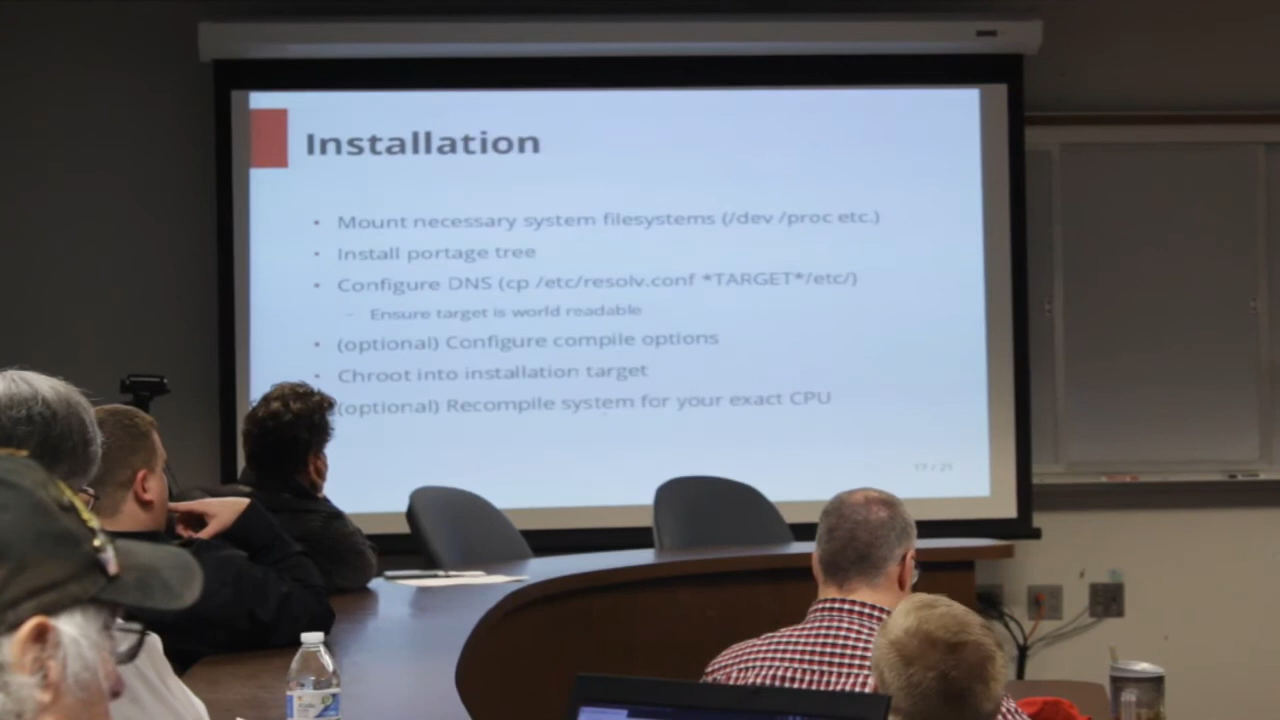 Installation
• Mount necessary system filesystems (/dev /proc etc.)
• Install portage tree
• Configure DNS (cp /etc/resolv.conf *TARGET*/etc/)
– Ensure target is world readable
• (optional) Configure compile options
• Chroot into installation target
(optional) Recompile system for your exact CPU
17 / 21